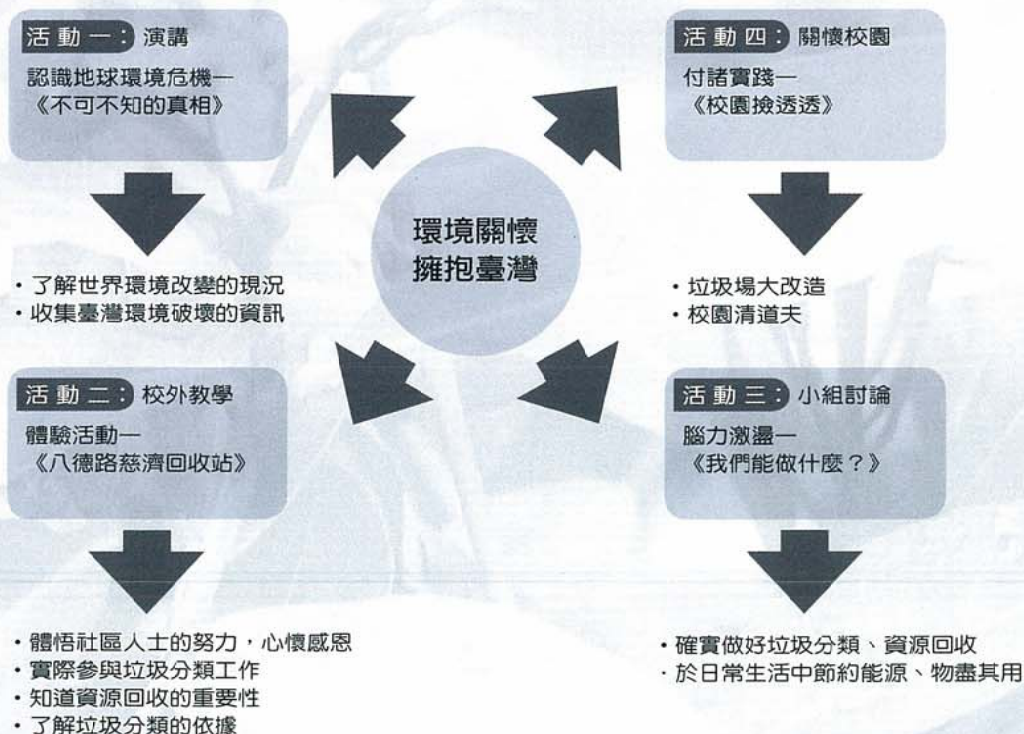 活動一：演講
認識地球環境危機—
《不可不知的真相》
・了解世界環境改變的現況
・收集臺灣環境破壞的資訊
活動二：校外教學
體驗活動—
《八德路慈濟回收站》
・體悟社區人士的努力，心懷感恩
・實際參與垃圾分類工作
・知道資源回收的重要性
・了解垃圾分類的依據
環境關懷
擁抱臺灣
活動三：小組討論
腦力激盪—
《我們能做什麼？》
・確實做好垃圾分類、資源回收
・於日常生活中節約能源、物盡其用
活動四：關懷校園
付諸實踐—
《校園撿透透》
・垃圾場大改造
・校園清道夫